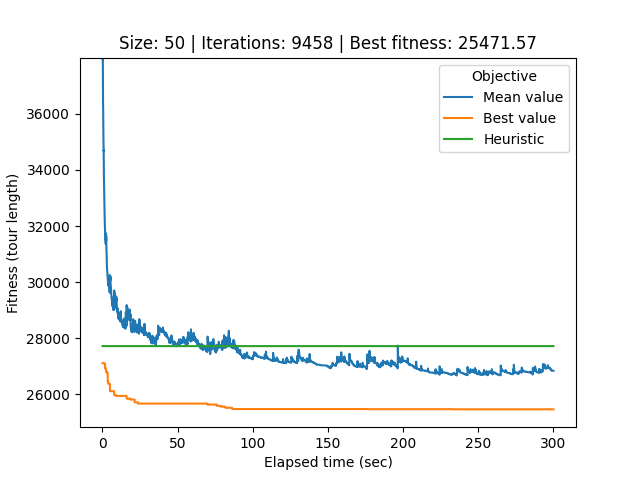 Size: 50 | Iterations: 9458 | Best fitness: 25471.57
Objective
Mean value
Best value
Heuristic
Fitness (tour length)
36000
34000
32000
30000
28000
26000
0 50 100 150 200 250 300
Elapsed time (sec)